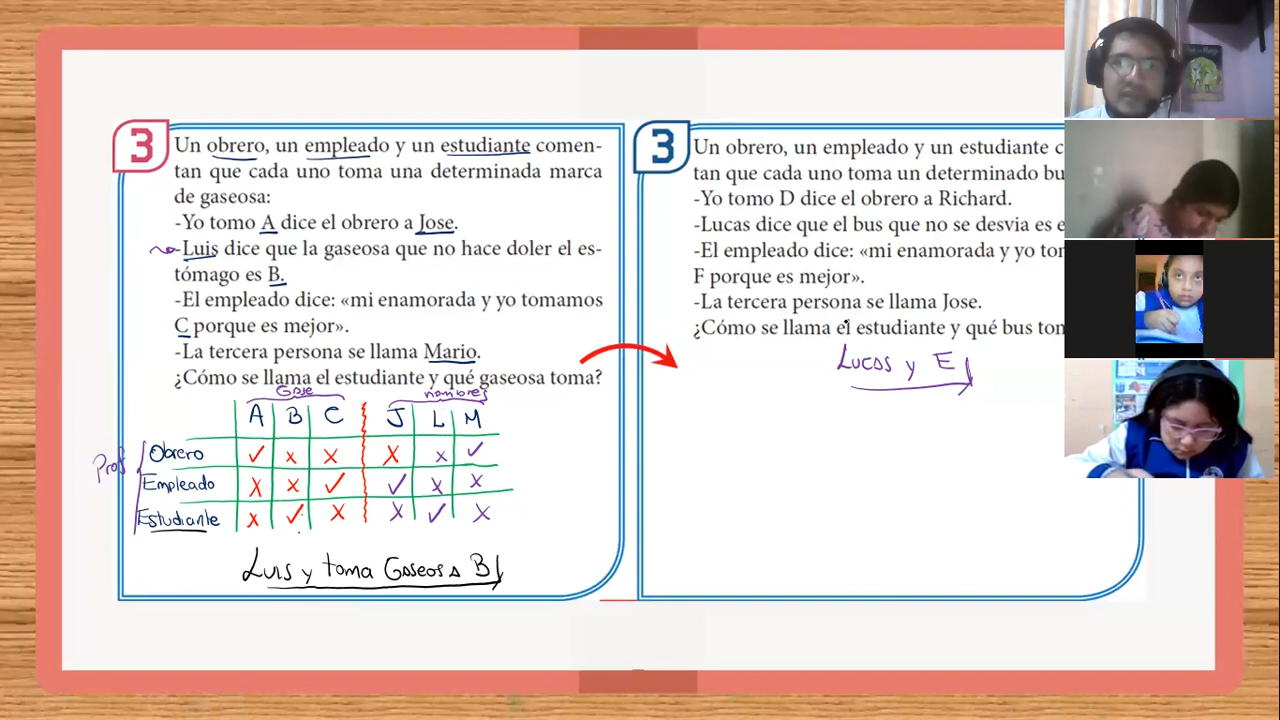 3
Un obrero, un empleado y un estudiante comen-
tan que cada uno toma una determinada marca
de gaseosa:
-Yo tomo A dice el obrero a Jose.
-Luis dice que la gaseosa que no hace doler el es-
tómago es B.
-El empleado dice: «mi enamorada y yo tomamos
C porque es mejor».
-La tercera persona se llama Mario.
¿Cómo se llama el estudiante y qué gaseosa toma?
Gase nombres
A B C J L M
Prof
Obrero ✓ x x x x ✓
Empleado x x ✓ ✓ x x
Estudiante x ✓ x x ✓ x
Luis y toma Gaseosa B
3
Un obrero, un empleado y un estudiante c
tan que cada uno toma un determinado bu
-Yo tomo D dice el obrero a Richard.
-Lucas dice que el bus que no se desvia es e
-El empleado dice: «mi enamorada y yo tom
F porque es mejor».
-La tercera persona se llama Jose.
¿Cómo se llama el estudiante y qué bus tom
Lucas y E